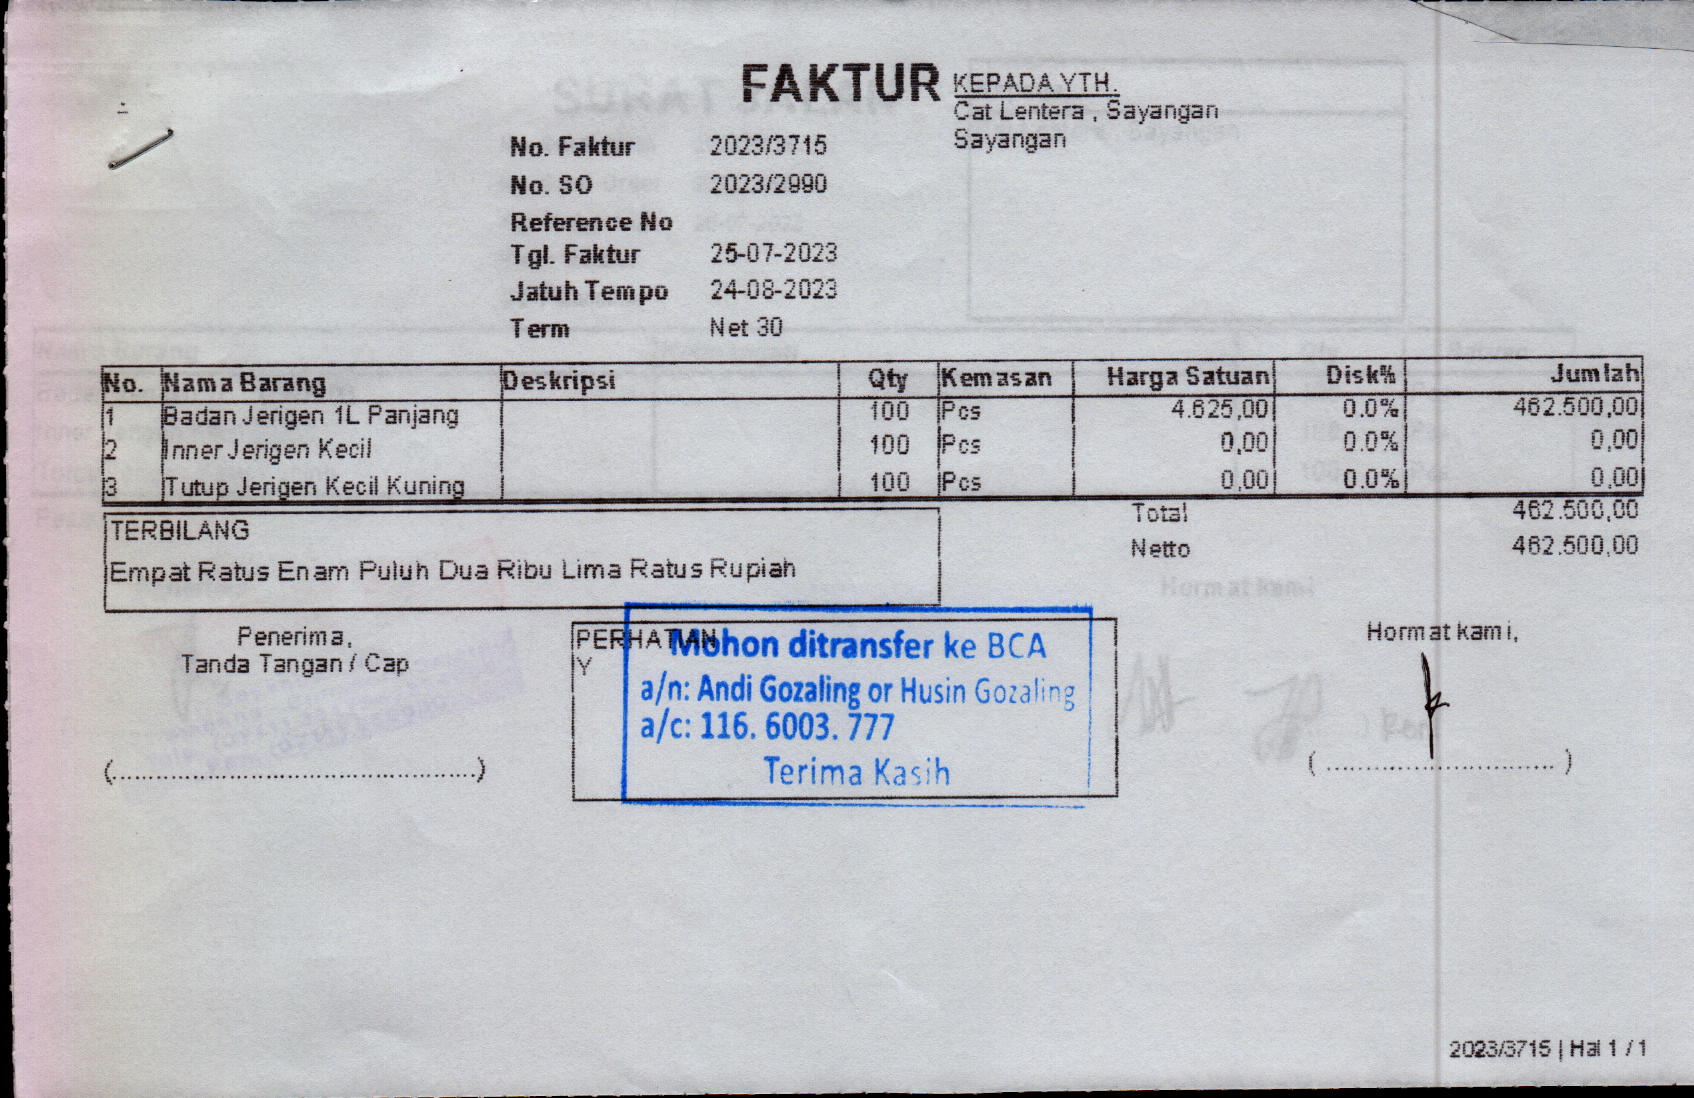 FAKTUR
KEPADA YTH.
Cat Lentera , Sayangan
Sayangan
No. Faktur 2023/3715
No. SO 2023/2990
Reference No
Tgl. Faktur 25-07-2023
Jatuh Tempo 24-08-2023
Term Net 30
No. Nama Barang Deskripsi Qty Kemasan Harga Satuan Disk% Jumlah
1 Badan Jerigen 1L Panjang 100 Pcs 4.625,00 0.0% 462.500,00
2 Inner Jerigen Kecil 100 Pcs 0,00 0.0% 0,00
3 Tutup Jerigen Kecil Kuning 100 Pcs 0,00 0.0% 0,00
Total 462.500,00
Netto 462.500,00
TERBILANG
Empat Ratus Enam Puluh Dua Ribu Lima Ratus Rupiah
Penerima,
Tanda Tangan / Cap
PERHATIAN
Y
Mohon ditransfer ke BCA
a/n: Andi Gozaling or Husin Gozaling
a/c: 116. 6003. 777
Terima Kasih
Hormat kami,
(............................................)
( ............................ )
2023/3715 | Hal 1 / 1